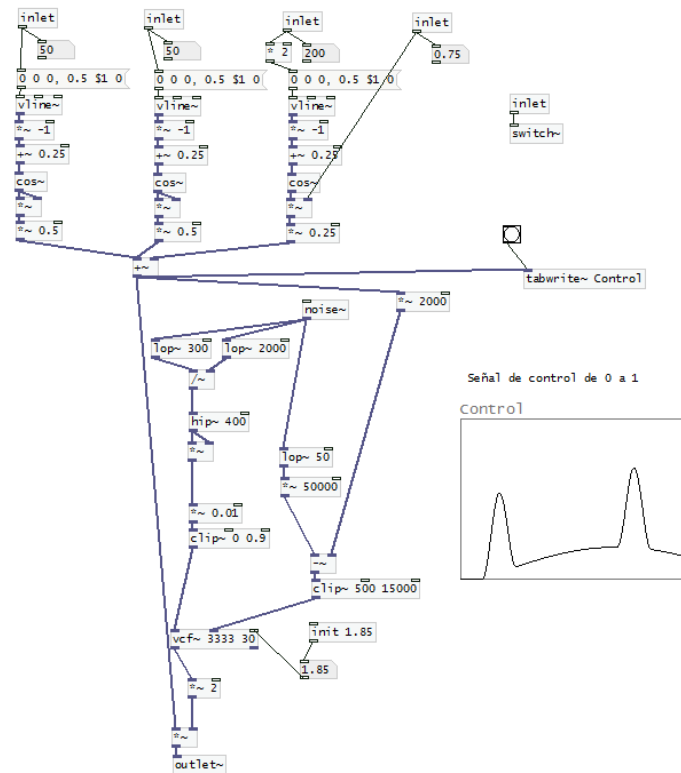 inlet inlet inlet inlet
50 50 * 2 200 0.75
0 0 0, 0.5 $1 0 0 0 0, 0.5 $1 0 0 0 0, 0.5 $1 0
vline~ vline~ vline~ inlet
*~ -1 *~ -1 *~ -1 switch~
+~ 0.25 +~ 0.25 +~ 0.25
cos~ cos~ cos~
*~ *~ *~
*~ 0.5 *~ 0.5 *~ 0.25
+~
tabwrite~ Control
noise~ *~ 2000
lop~ 300 lop~ 2000
/~
Señal de control de 0 a 1
Control
hip~ 400
*~
lop~ 50
*~ 50000
*~ 0.01
clip~ 0 0.9
-~
clip~ 500 15000
vcf~ 3333 30 init 1.85
1.85
*~ 2
*~
outlet~